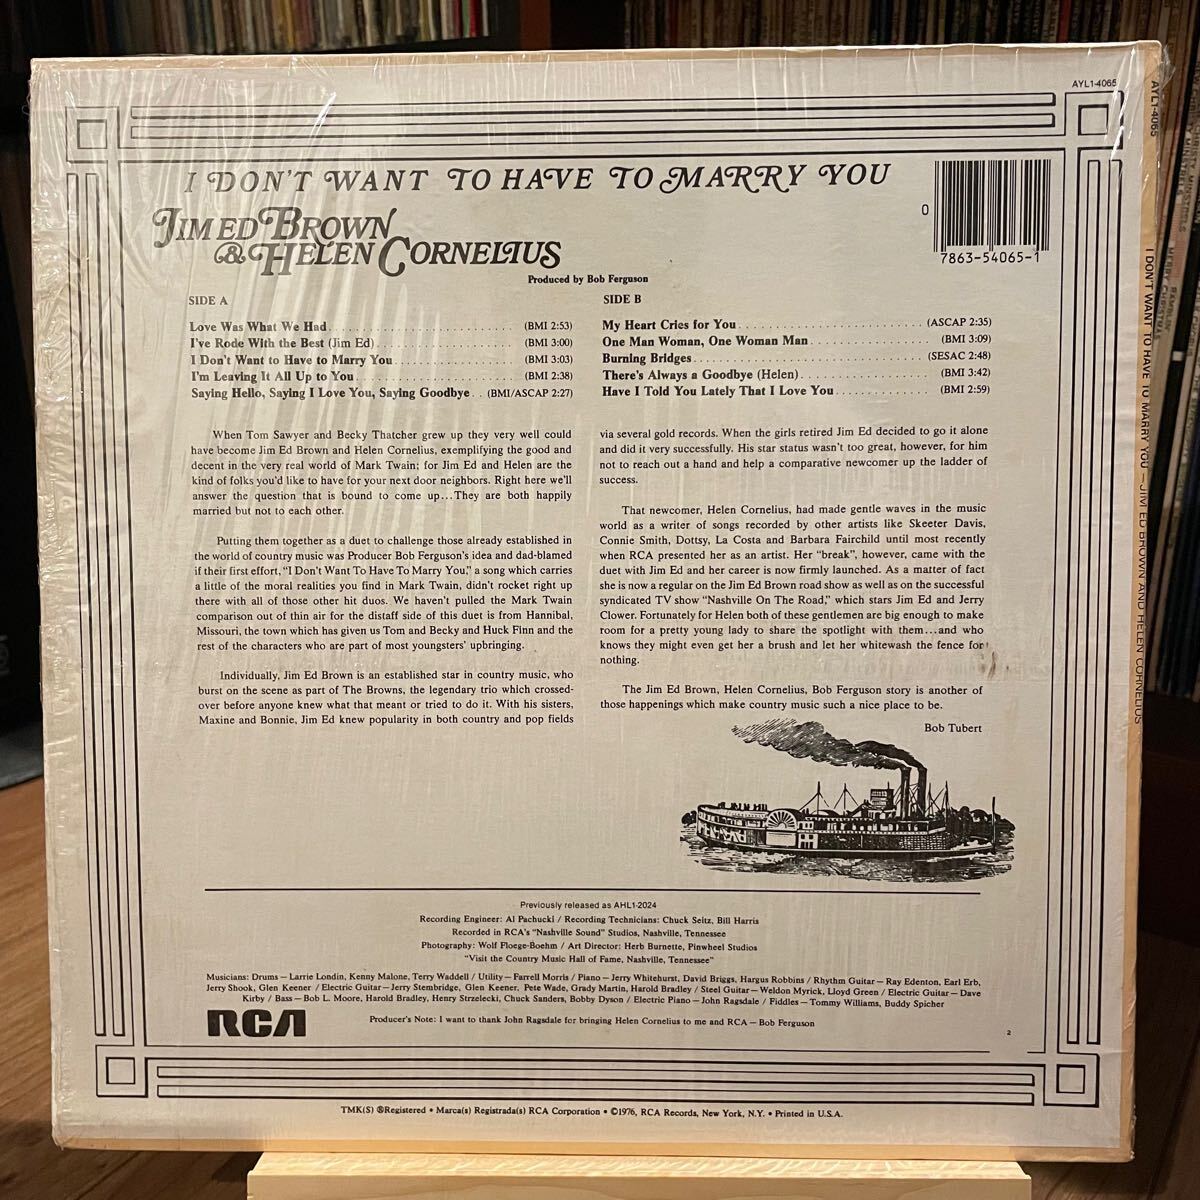 AYL1-4065
I DON'T WANT TO HAVE TO MARRY YOU
JIM ED BROWN
& HELEN CORNELIUS
Produced by Bob Ferguson
0
7863-54065-1
SIDE A
Love Was What We Had (BMI 2:53)
I've Rode With the Best (Jim Ed) (BMI 3:00)
I Don't Want to Have to Marry You (BMI 3:03)
I'm Leaving It All Up to You (BMI 2:38)
Saying Hello, Saying I Love You, Saying Goodbye (BMI/ASCAP 2:27)
SIDE B
My Heart Cries for You (ASCAP 2:35)
One Man Woman, One Woman Man (BMI 3:09)
Burning Bridges (SESAC 2:48)
There's Always a Goodbye (Helen) (BMI 3:42)
Have I Told You Lately That I Love You (BMI 2:59)
When Tom Sawyer and Becky Thatcher grew up they very well could
have become Jim Ed Brown and Helen Cornelius, exemplifying the good and
decent in the very real world of Mark Twain; for Jim Ed and Helen are the
kind of folks you'd like to have for your next door neighbors. Right here we'll
answer the question that is bound to come up...They are both happily
married but not to each other.
Putting them together as a duet to challenge those already established in
the world of country music was Producer Bob Ferguson's idea and dad-blamed
if their first effort, "I Don't Want To Have To Marry You," a song which carries
a little of the moral realities you find in Mark Twain, didn't rocket right up
there with all of those other hit duos. We haven't pulled the Mark Twain
comparison out of thin air for the distaff side of this duet is from Hannibal,
Missouri, the town which has given us Tom and Becky and Huck Finn and the
rest of the characters who are part of most youngsters' upbringing.
Individually, Jim Ed Brown is an established star in country music, who
burst on the scene as part of The Browns, the legendary trio which crossed-
over before anyone knew what that meant or tried to do it. With his sisters,
Maxine and Bonnie, Jim Ed knew popularity in both country and pop fields
via several gold records. When the girls retired Jim Ed decided to go it alone
and did it very successfully. His star status wasn't too great, however, for him
not to reach out a hand and help a comparative newcomer up the ladder of
success.
That newcomer, Helen Cornelius, had made gentle waves in the music
world as a writer of songs recorded by other artists like Skeeter Davis,
Connie Smith, Dottsy, La Costa and Barbara Fairchild until most recently
when RCA presented her as an artist. Her "break", however, came with the
duet with Jim Ed and her career is now firmly launched. As a matter of fact
she is now a regular on the Jim Ed Brown road show as well as on the successful
syndicated TV show "Nashville On The Road," which stars Jim Ed and Jerry
Clower. Fortunately for Helen both of these gentlemen are big enough to make
room for a pretty young lady to share the spotlight with them...and who
knows they might even get her a brush and let her whitewash the fence for
nothing.
The Jim Ed Brown, Helen Cornelius, Bob Ferguson story is another of
those happenings which make country music such a nice place to be.
Bob Tubert
Previously released as AHL1-2024
Recording Engineer: Al Pachucki / Recording Technicians: Chuck Seitz, Bill Harris
Recorded in RCA's "Nashville Sound" Studios, Nashville, Tennessee
Photography: Wolf Floege-Boehm / Art Director: Herb Burnette, Pinwheel Studios
"Visit the Country Music Hall of Fame, Nashville, Tennessee"
Musicians: Drums — Larrie Londin, Kenny Malone, Terry Waddell / Utility — Farrell Morris / Piano — Jerry Whitehurst, David Briggs, Hargus Robbins / Rhythm Guitar — Ray Edenton, Earl Erb,
Jerry Shook, Glen Keener / Electric Guitar — Jerry Stembridge, Glen Keener, Pete Wade, Grady Martin, Harold Bradley / Steel Guitar — Weldon Myrick, Lloyd Green / Electric Guitar — Dave
Kirby / Bass — Bob L. Moore, Harold Bradley, Henry Strzelecki, Chuck Sanders, Bobby Dyson / Electric Piano — John Ragsdale / Fiddles — Tommy Williams, Buddy Spicher
RCA
Producer's Note: I want to thank John Ragsdale for bringing Helen Cornelius to me and RCA — Bob Ferguson
2
TMK(S) ®Registered • Marca(s) Registrada(s) RCA Corporation • ©1976, RCA Records, New York, N.Y. • Printed in U.S.A.
AYL1-4065
I DON'T WANT TO HAVE TO MARRY YOU — JIM ED BROWN AND HELEN CORNELIUS